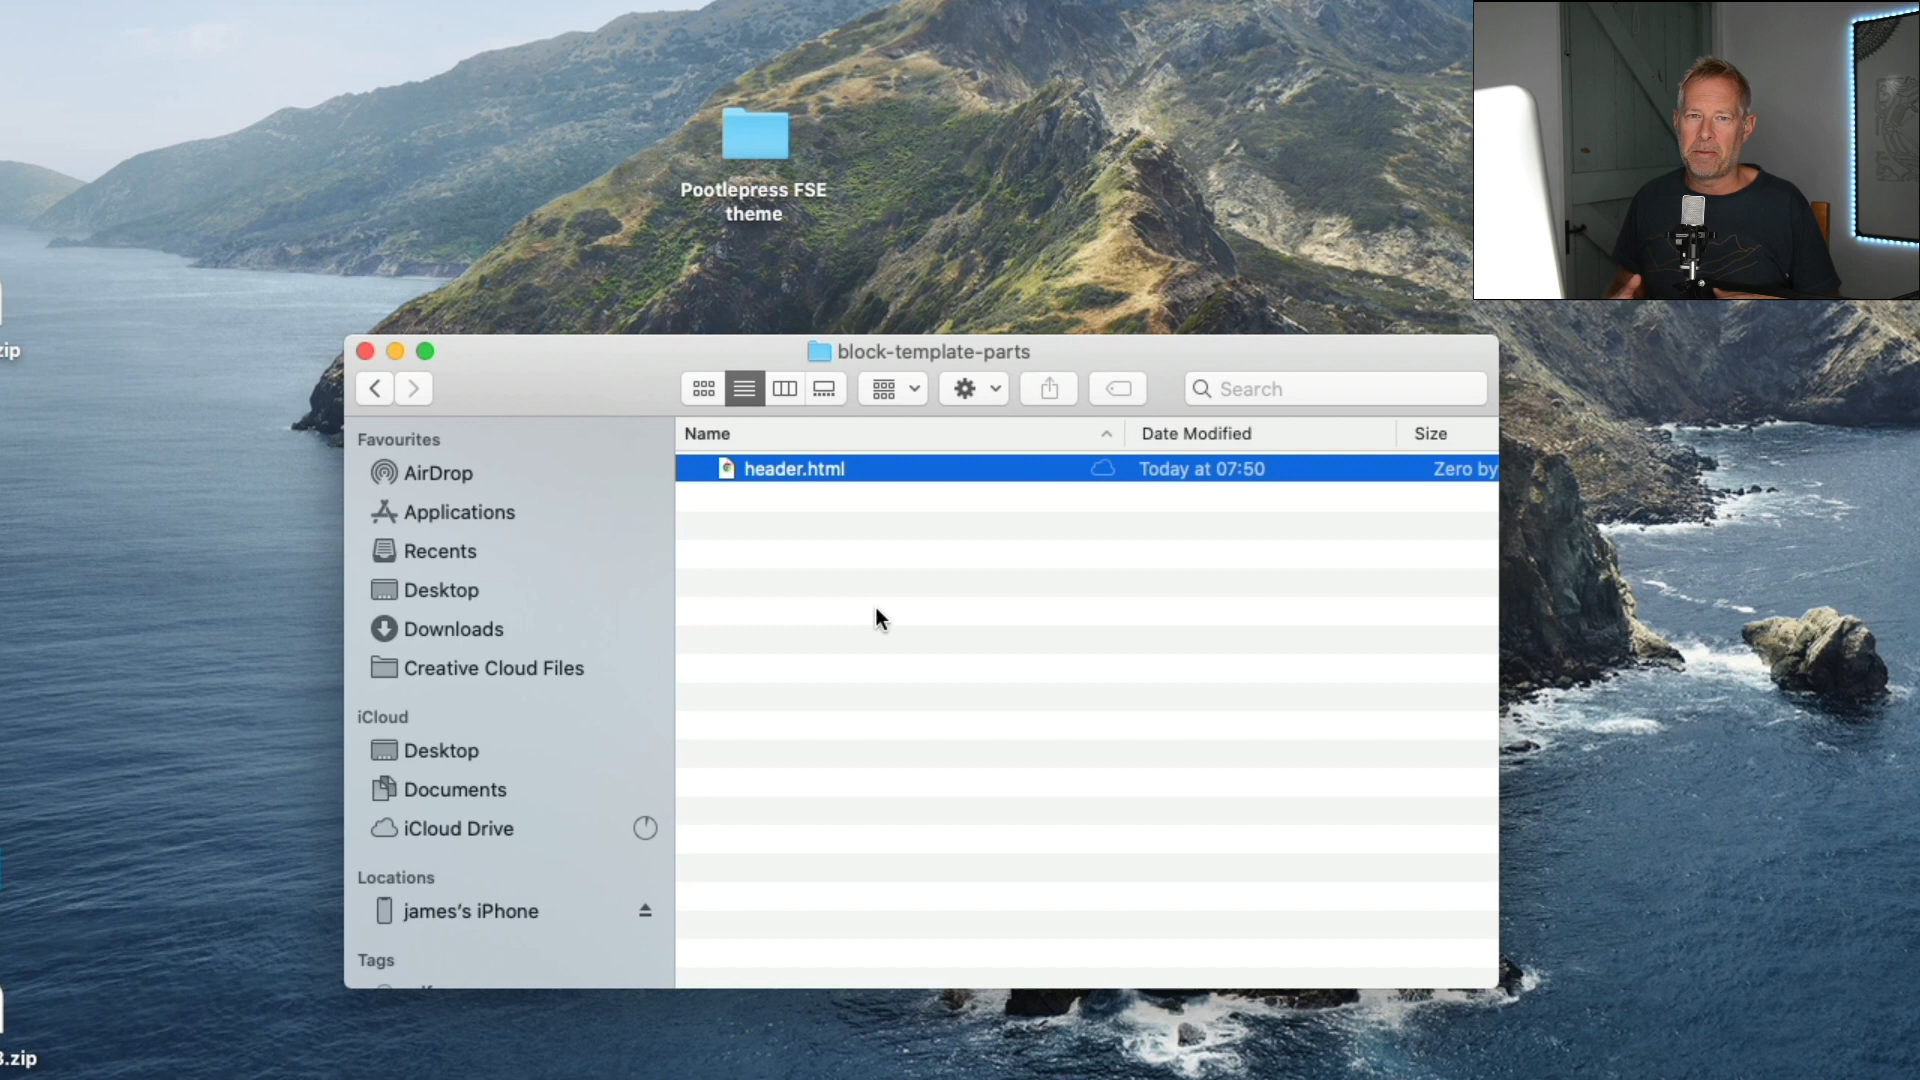 Pootlepress FSE
theme
zip
block-template-parts
Search
Favourites
AirDrop
Applications
Recents
Desktop
Downloads
Creative Cloud Files
iCloud
Desktop
Documents
iCloud Drive
Locations
james's iPhone
Tags
Name
Date Modified
Size
header.html
Today at 07:50
Zero by
3.zip